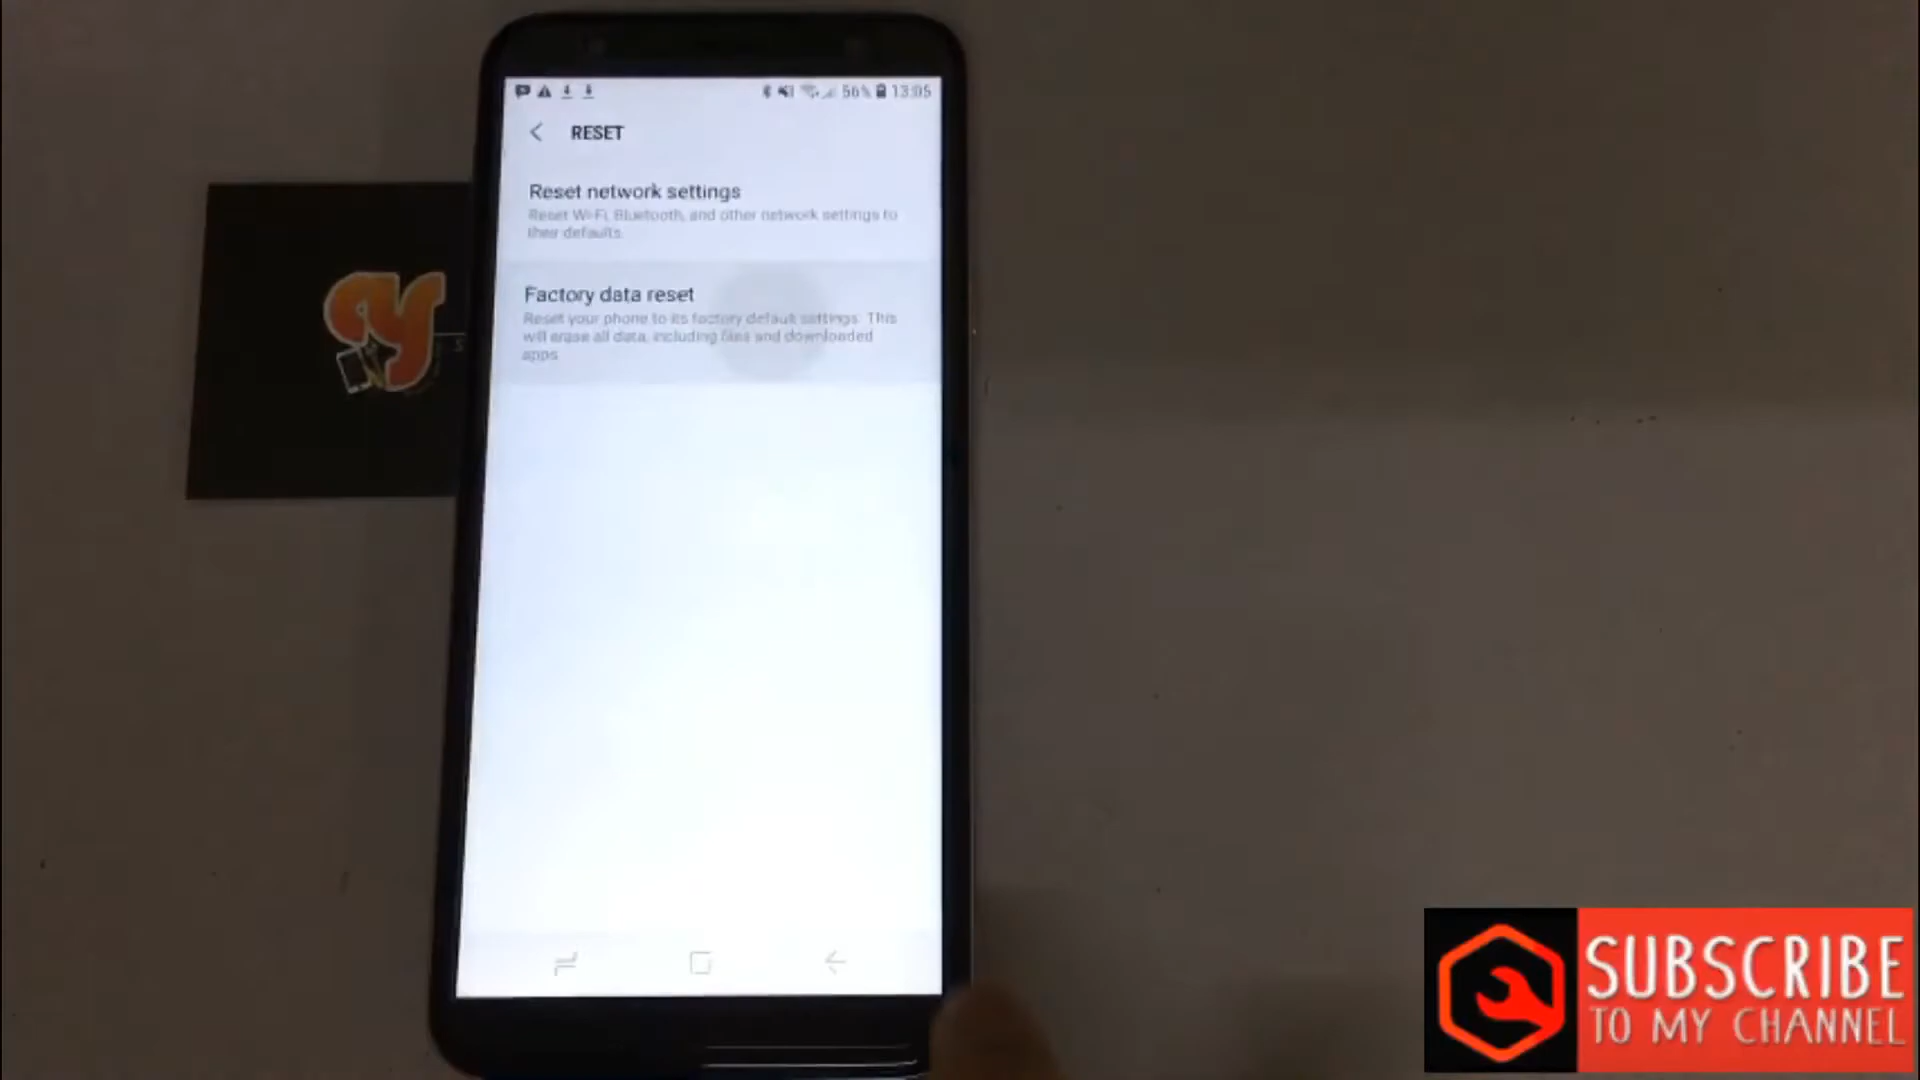 56% 13:05
RESET
Reset network settings
Reset Wi-Fi, Bluetooth, and other network settings to
their defaults.
Factory data reset
Reset your phone to its factory default settings. This
will erase all data, including files and downloaded
apps.
SUBSCRIBE
TO MY CHANNEL